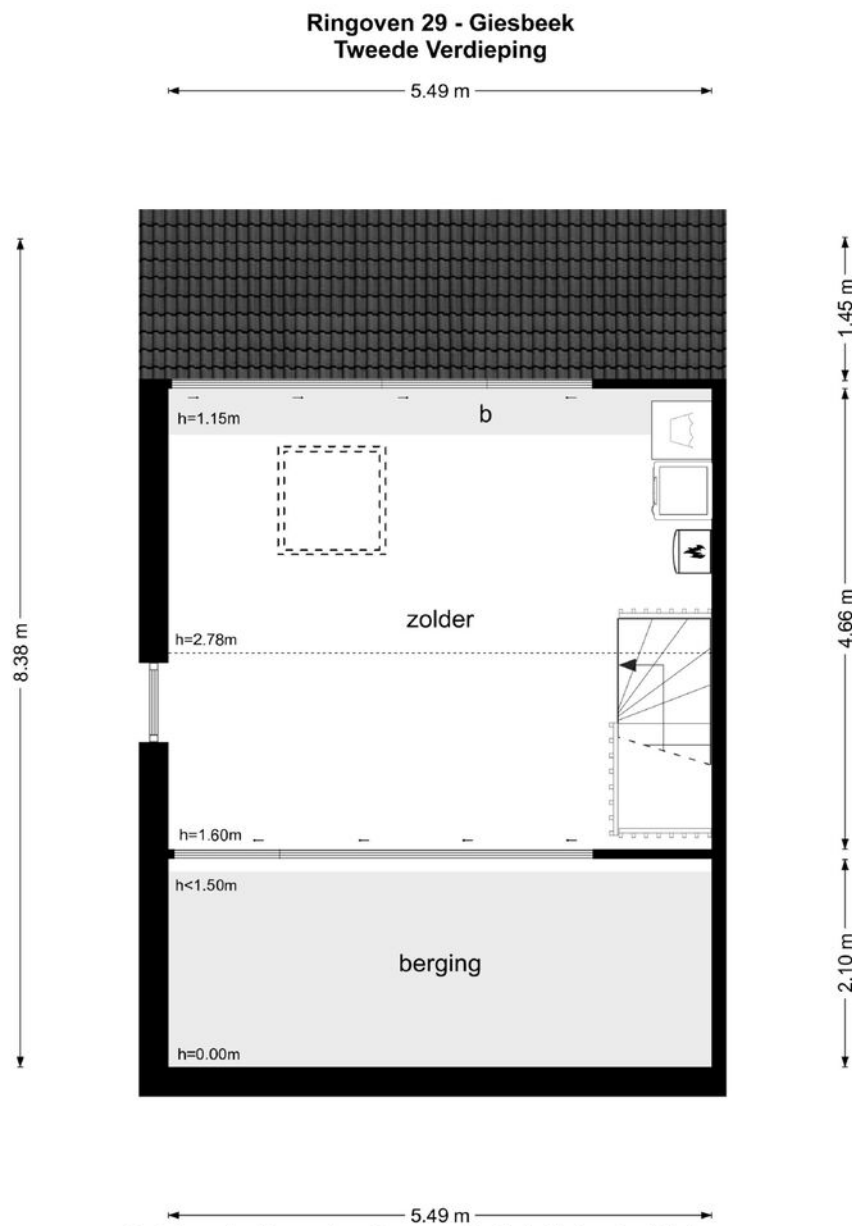 Ringoven 29 - Giesbeek
Tweede Verdieping
5.49 m
8.38 m
1.45 m
h=1.15m
b
zolder
h=2.78m
4.66 m
h=1.60m
h<1.50m
berging
2.10 m
h=0.00m
5.49 m